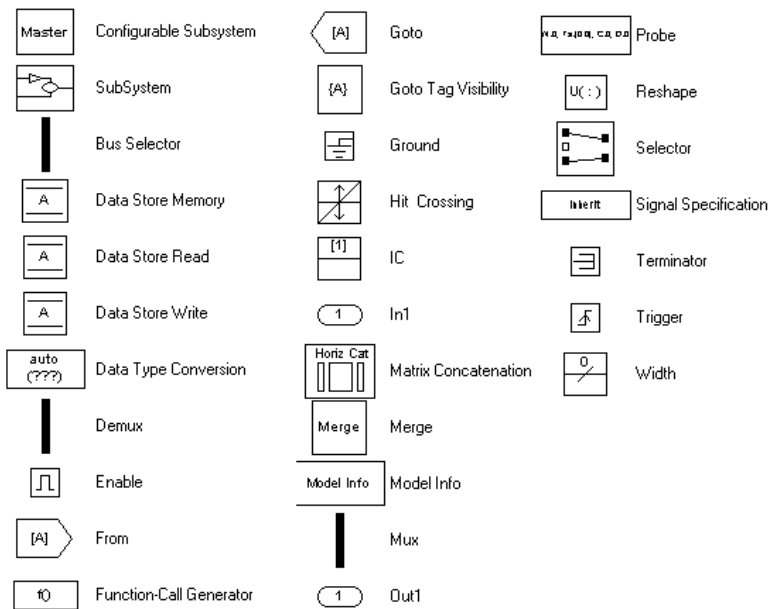 Master Configurable Subsystem
SubSystem
Bus Selector
A Data Store Memory
A Data Store Read
A Data Store Write
auto
(???) Data Type Conversion
Demux
Enable
[A] From
f() Function-Call Generator
[A] Goto
{A} Goto Tag Visibility
Ground
Hit Crossing
[1] IC
1 In1
Horiz Cat
Matrix Concatenation
Merge Merge
Model Info Model Info
Mux
1 Out1
Probe
U( : ) Reshape
Selector
Inherit Signal Specification
Terminator
Trigger
0 Width